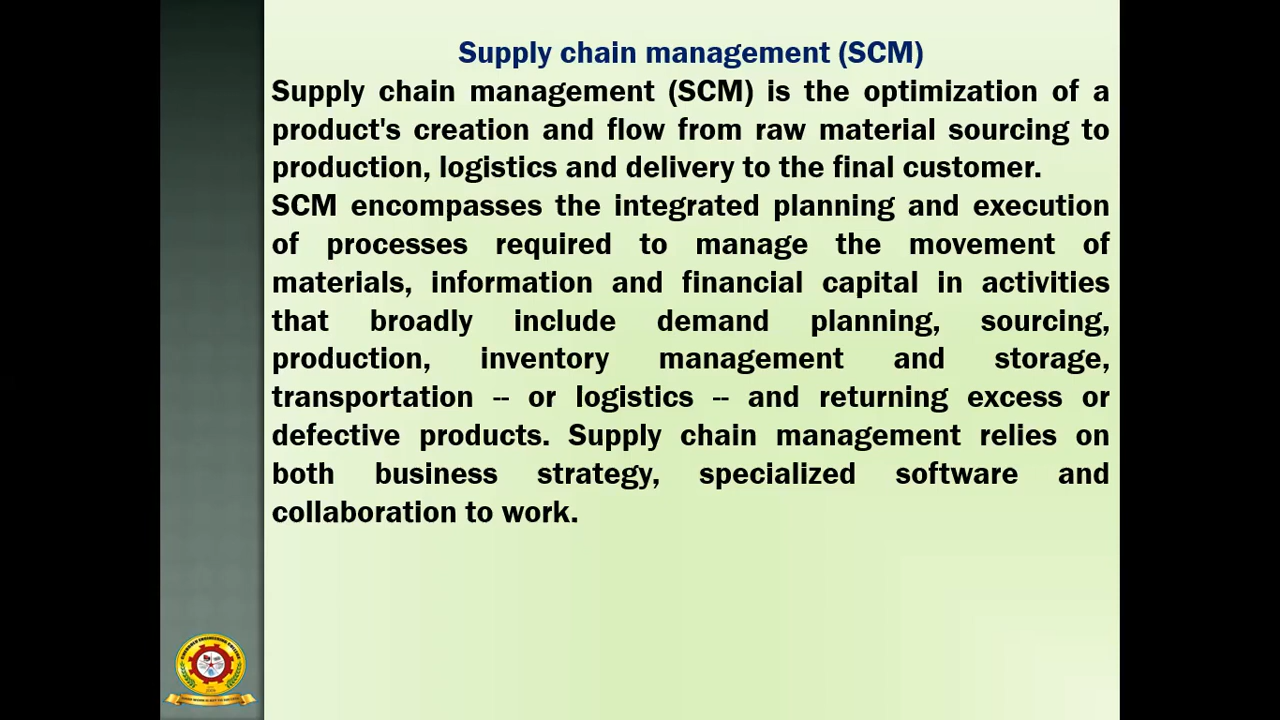 Supply chain management (SCM)
Supply chain management (SCM) is the optimization of a
product's creation and flow from raw material sourcing to
production, logistics and delivery to the final customer.
SCM encompasses the integrated planning and execution
of processes required to manage the movement of
materials, information and financial capital in activities
that broadly include demand planning, sourcing,
production, inventory management and storage,
transportation -- or logistics -- and returning excess or
defective products. Supply chain management relies on
both business strategy, specialized software and
collaboration to work.